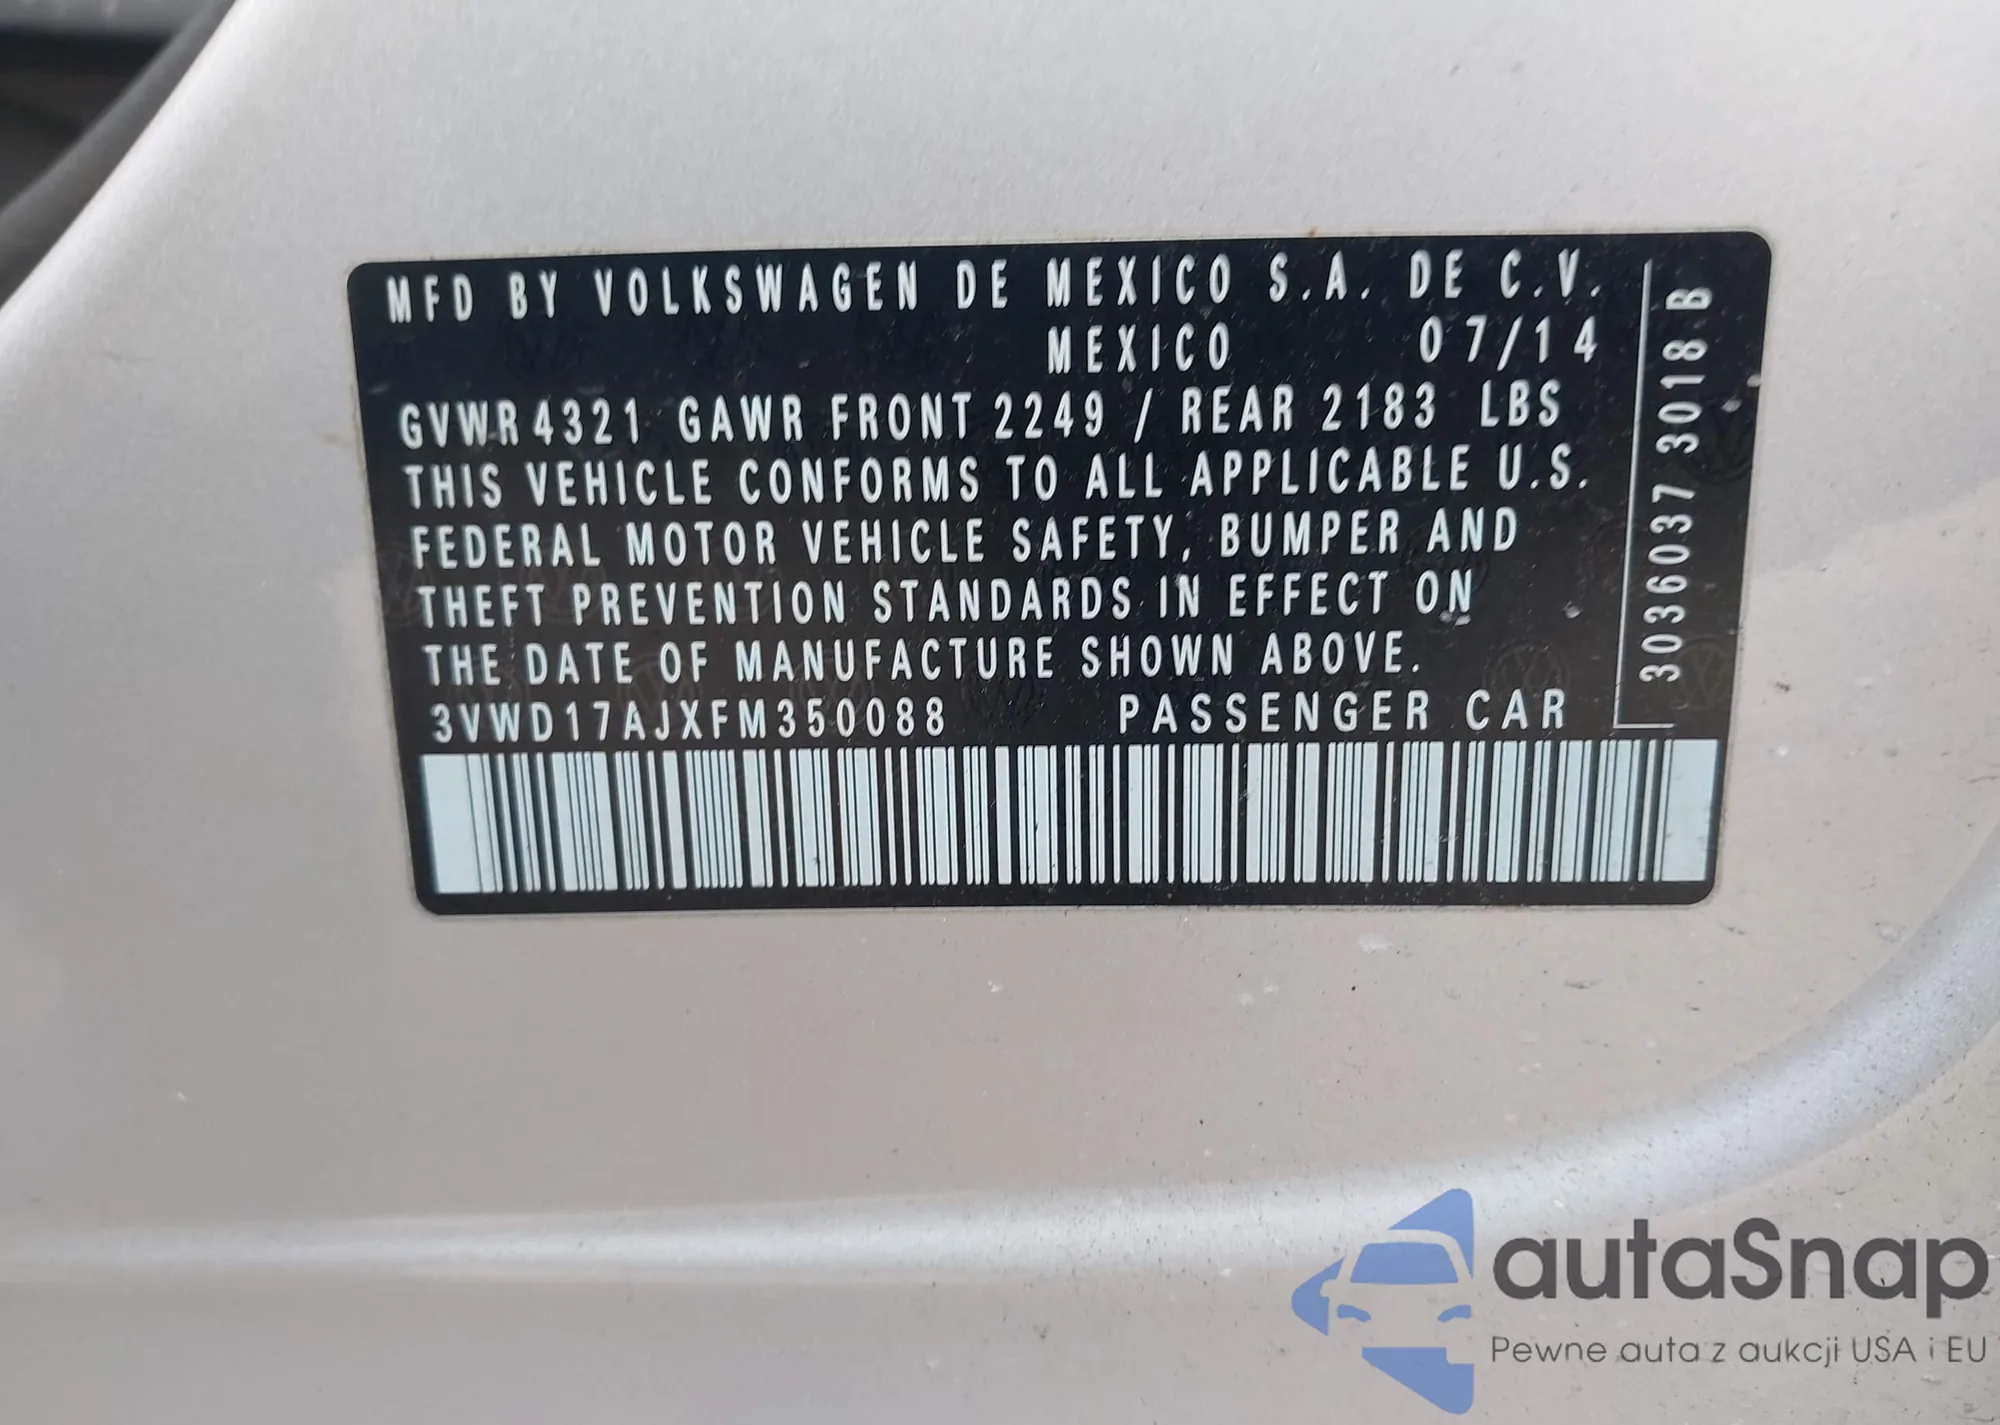 MFD BY VOLKSWAGEN DE MEXICO S.A. DE C.V.
MEXICO 07/14
GVWR 4321 GAWR FRONT 2249 / REAR 2183 LBS
THIS VEHICLE CONFORMS TO ALL APPLICABLE U.S.
FEDERAL MOTOR VEHICLE SAFETY, BUMPER AND
THEFT PREVENTION STANDARDS IN EFFECT ON
THE DATE OF MANUFACTURE SHOWN ABOVE.
3VWD17AJXFM350088 PASSENGER CAR
3036037 3018 B
autaSnap
Pewne auta z aukcji USA i EU